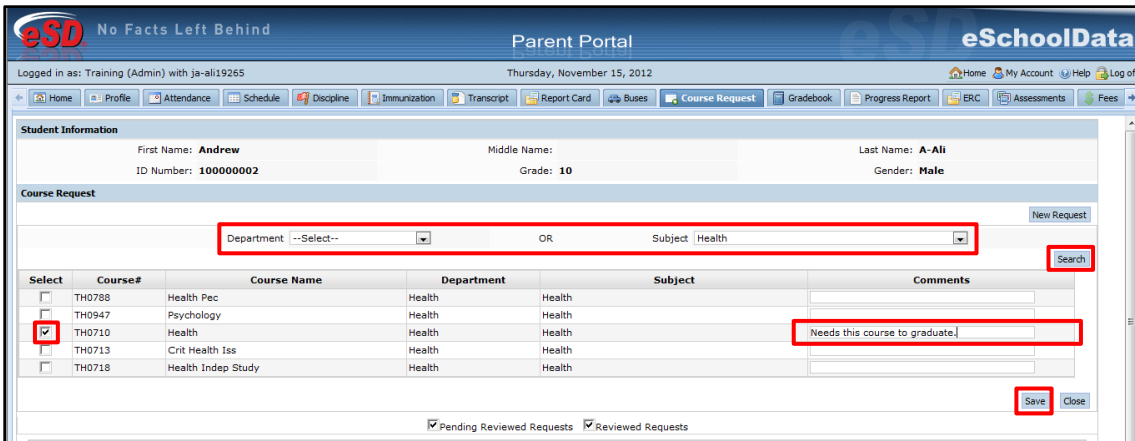 eSD No Facts Left Behind Parent Portal eSchoolData
Logged in as: Training (Admin) with ja-ali19265 Thursday, November 15, 2012 Home My Account Help Log of
Home Profile Attendance Schedule Discipline Immunization Transcript Report Card Buses Course Request Gradebook Progress Report ERC Assessments Fees
Student Information
First Name: Andrew Middle Name: Last Name: A-Ali
ID Number: 100000002 Grade: 10 Gender: Male
Course Request
New Request
Department --Select-- OR Subject Health
Search
Select Course# Course Name Department Subject Comments
TH0788 Health Pec Health Health
TH0947 Psychology Health Health
TH0710 Health Health Health Needs this course to graduate.
TH0713 Crit Health Iss Health Health
TH0718 Health Indep Study Health Health
Save Close
Pending Reviewed Requests Reviewed Requests